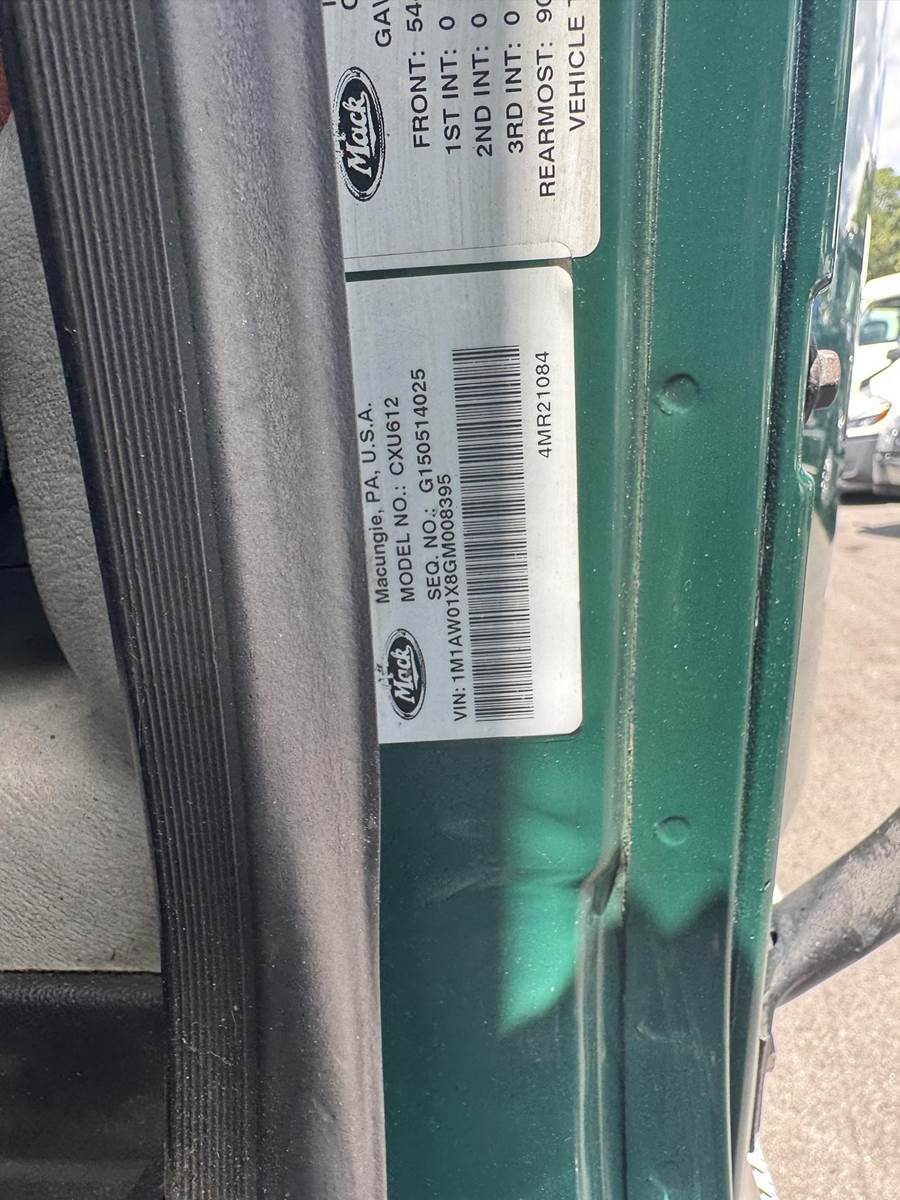 GAV
FRONT: 54
1ST INT: 0
2ND INT: 0
3RD INT: 0
REARMOST: 90
VEHICLE T
Mack
Macungie, PA, U.S.A.
MODEL NO.: CXU612
SEQ. NO.: G150514025
Mack
VIN: 1M1AW01X8GM008395
4MR21084